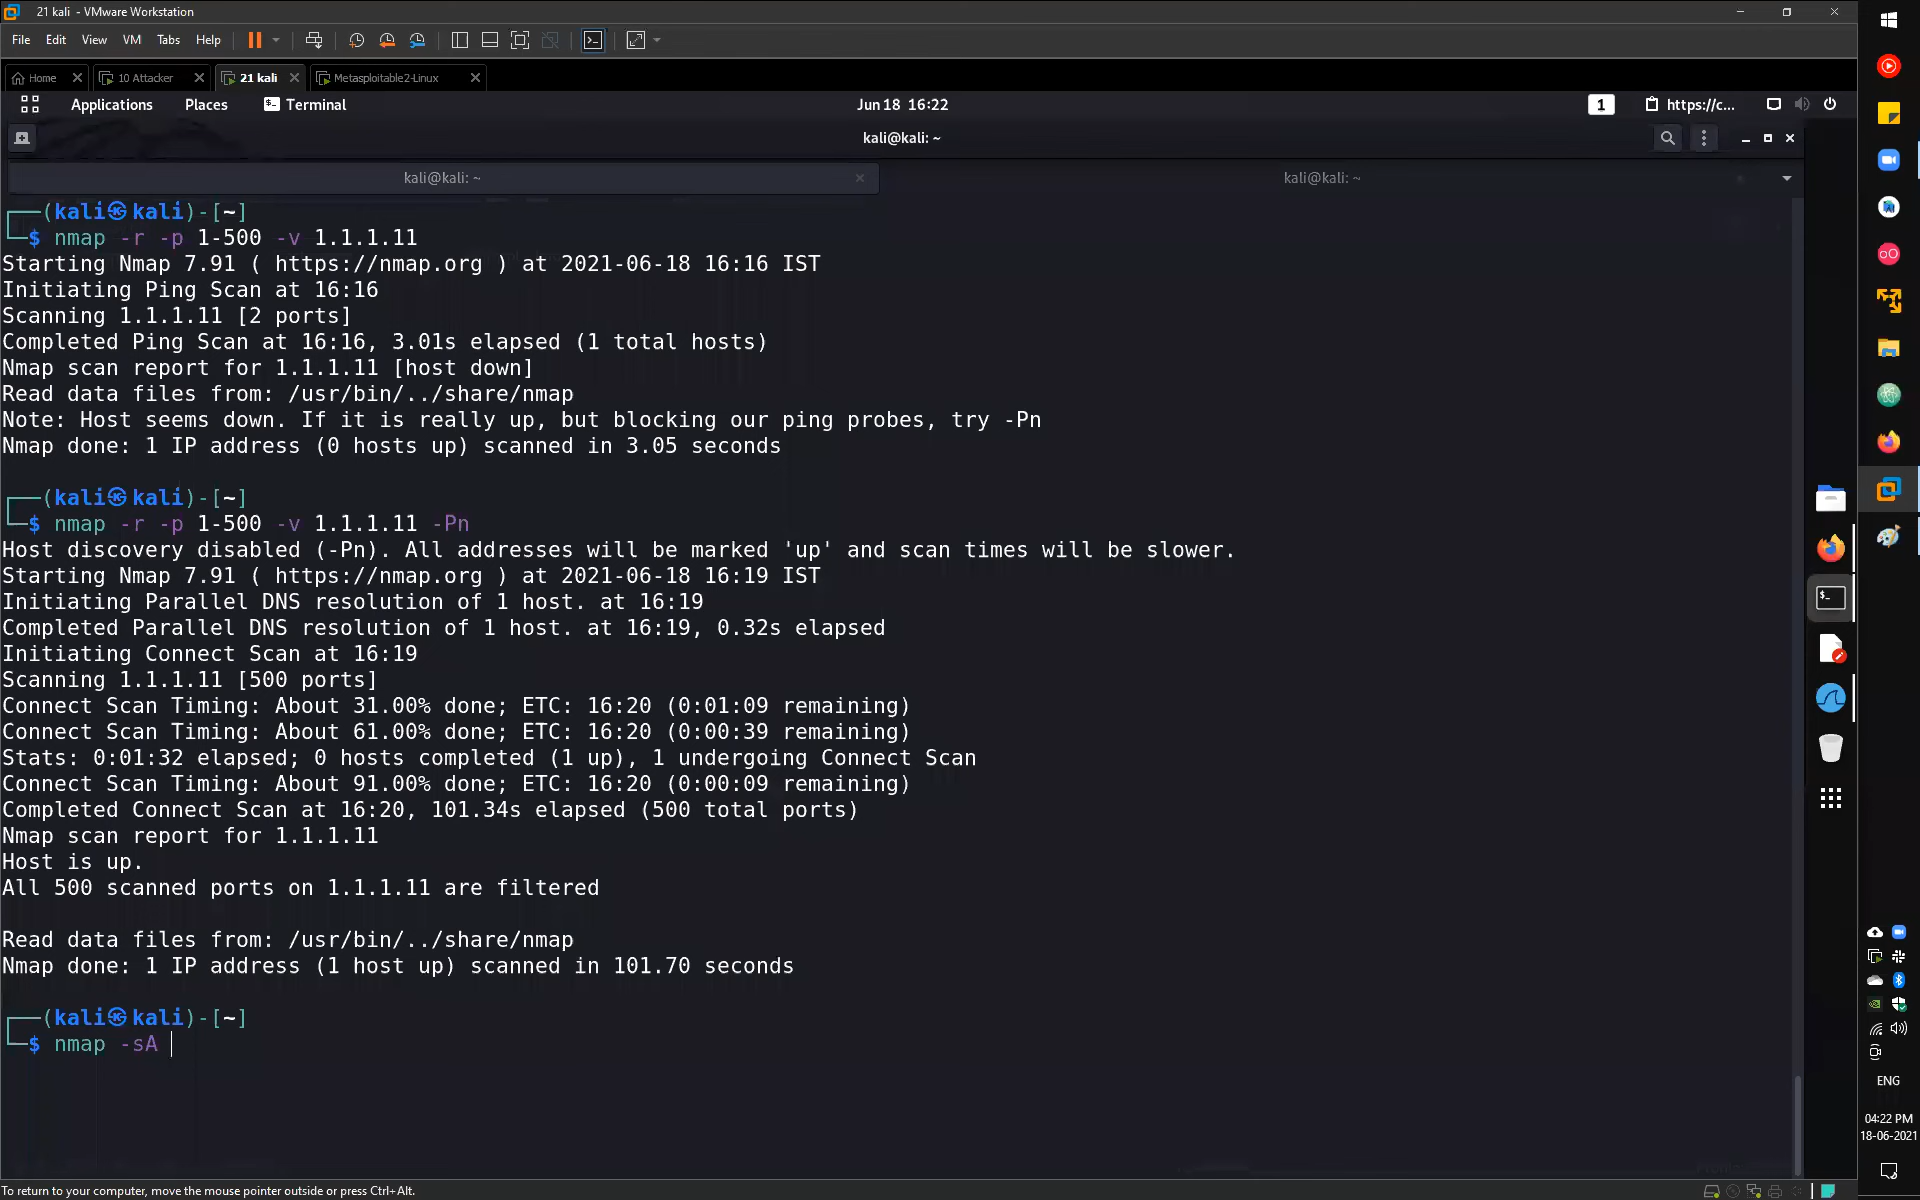 21 kali - VMware Workstation
File Edit View VM Tabs Help
Home 10 Attacker 21 kali Metasploitable2-Linux
Applications Places Terminal Jun 18 16:22 1 https://c...
kali@kali: ~
kali@kali: ~ kali@kali: ~
(kali㉿kali)-[~]
$ nmap -r -p 1-500 -v 1.1.1.11
Starting Nmap 7.91 ( https://nmap.org ) at 2021-06-18 16:16 IST
Initiating Ping Scan at 16:16
Scanning 1.1.1.11 [2 ports]
Completed Ping Scan at 16:16, 3.01s elapsed (1 total hosts)
Nmap scan report for 1.1.1.11 [host down]
Read data files from: /usr/bin/../share/nmap
Note: Host seems down. If it is really up, but blocking our ping probes, try -Pn
Nmap done: 1 IP address (0 hosts up) scanned in 3.05 seconds
(kali㉿kali)-[~]
$ nmap -r -p 1-500 -v 1.1.1.11 -Pn
Host discovery disabled (-Pn). All addresses will be marked 'up' and scan times will be slower.
Starting Nmap 7.91 ( https://nmap.org ) at 2021-06-18 16:19 IST
Initiating Parallel DNS resolution of 1 host. at 16:19
Completed Parallel DNS resolution of 1 host. at 16:19, 0.32s elapsed
Initiating Connect Scan at 16:19
Scanning 1.1.1.11 [500 ports]
Connect Scan Timing: About 31.00% done; ETC: 16:20 (0:01:09 remaining)
Connect Scan Timing: About 61.00% done; ETC: 16:20 (0:00:39 remaining)
Stats: 0:01:32 elapsed; 0 hosts completed (1 up), 1 undergoing Connect Scan
Connect Scan Timing: About 91.00% done; ETC: 16:20 (0:00:09 remaining)
Completed Connect Scan at 16:20, 101.34s elapsed (500 total ports)
Nmap scan report for 1.1.1.11
Host is up.
All 500 scanned ports on 1.1.1.11 are filtered
Read data files from: /usr/bin/../share/nmap
Nmap done: 1 IP address (1 host up) scanned in 101.70 seconds
(kali㉿kali)-[~]
$ nmap -sA
ENG
04:22 PM
18-06-2021
To return to your computer, move the mouse pointer outside or press Ctrl+Alt.